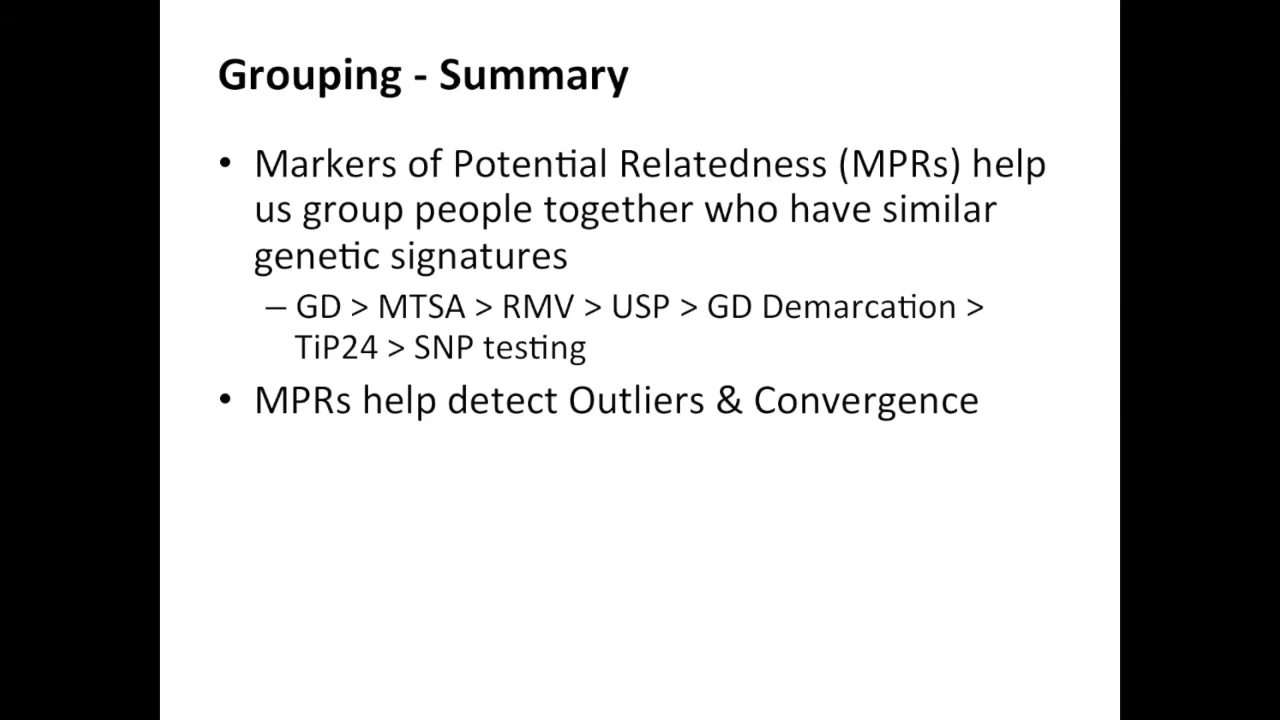 Grouping - Summary
• Markers of Potential Relatedness (MPRs) help
us group people together who have similar
genetic signatures
– GD > MTSA > RMV > USP > GD Demarcation >
TiP24 > SNP testing
• MPRs help detect Outliers & Convergence